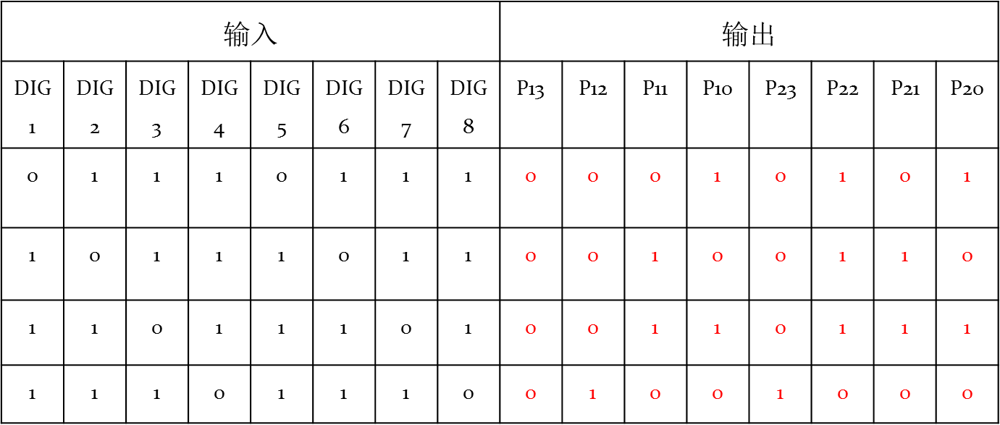 输入 输出
DIG DIG DIG DIG DIG DIG DIG DIG P13 P12 P11 P10 P23 P22 P21 P20
1 2 3 4 5 6 7 8
0 1 1 1 0 1 1 1 0 0 0 1 0 1 0 1
1 0 1 1 1 0 1 1 0 0 1 0 0 1 1 0
1 1 0 1 1 1 0 1 0 0 1 1 0 1 1 1
1 1 1 0 1 1 1 0 0 1 0 0 1 0 0 0